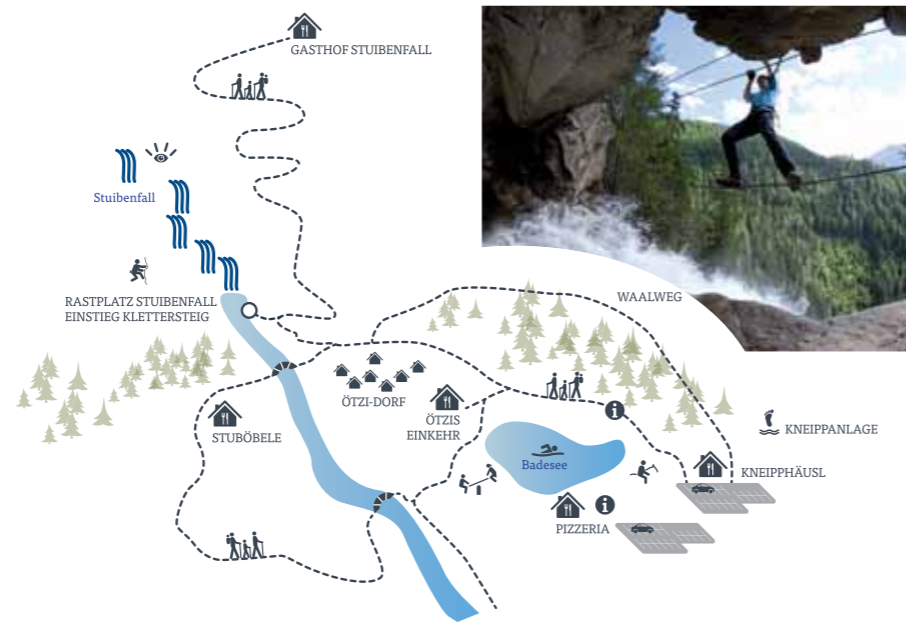 GASTHOF STUIBENFALL
Stuibenfall
RASTPLATZ STUIBENFALL
EINSTIEG KLETTERSTEIG
WAALWEG
ÖTZI-DORF
ÖTZIS
EINKEHR
STUBÖBELE
KNEIPPANLAGE
Badesee
KNEIPPHÄUSL
i
i
PIZZERIA